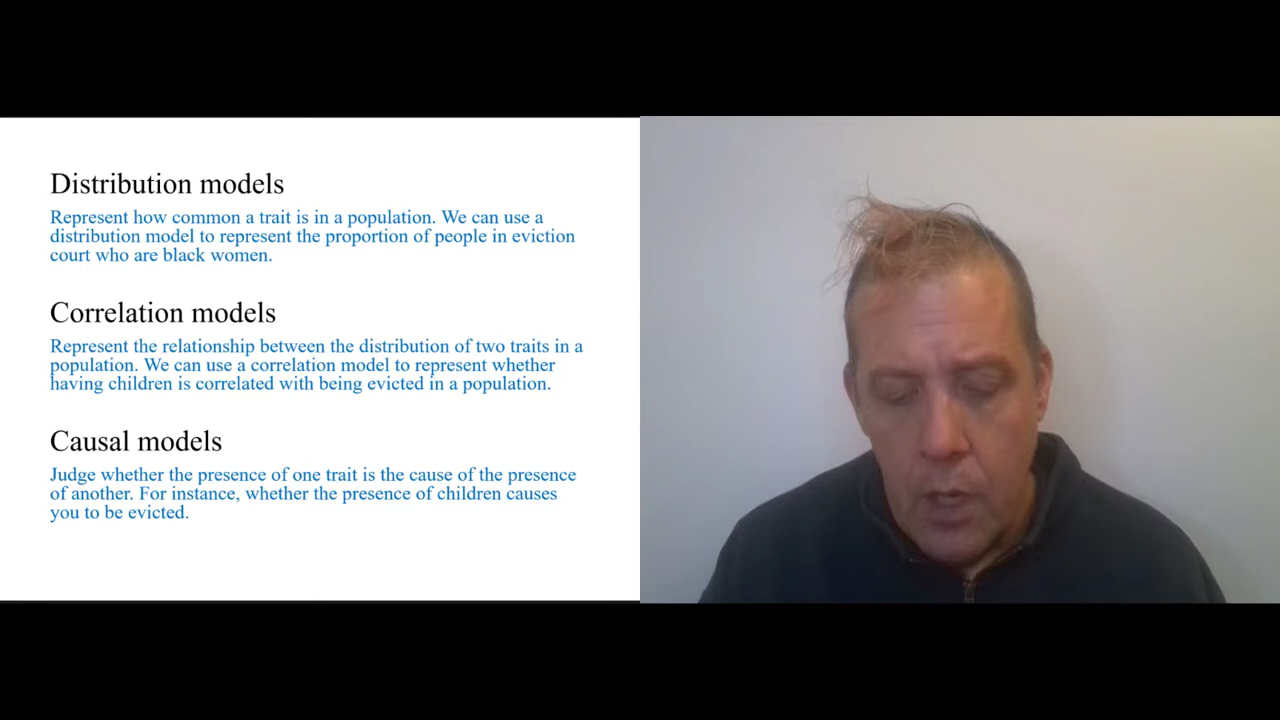 Distribution models
Represent how common a trait is in a population. We can use a
distribution model to represent the proportion of people in eviction
court who are black women.
Correlation models
Represent the relationship between the distribution of two traits in a
population. We can use a correlation model to represent whether
having children is correlated with being evicted in a population.
Causal models
Judge whether the presence of one trait is the cause of the presence
of another. For instance, whether the presence of children causes
you to be evicted.